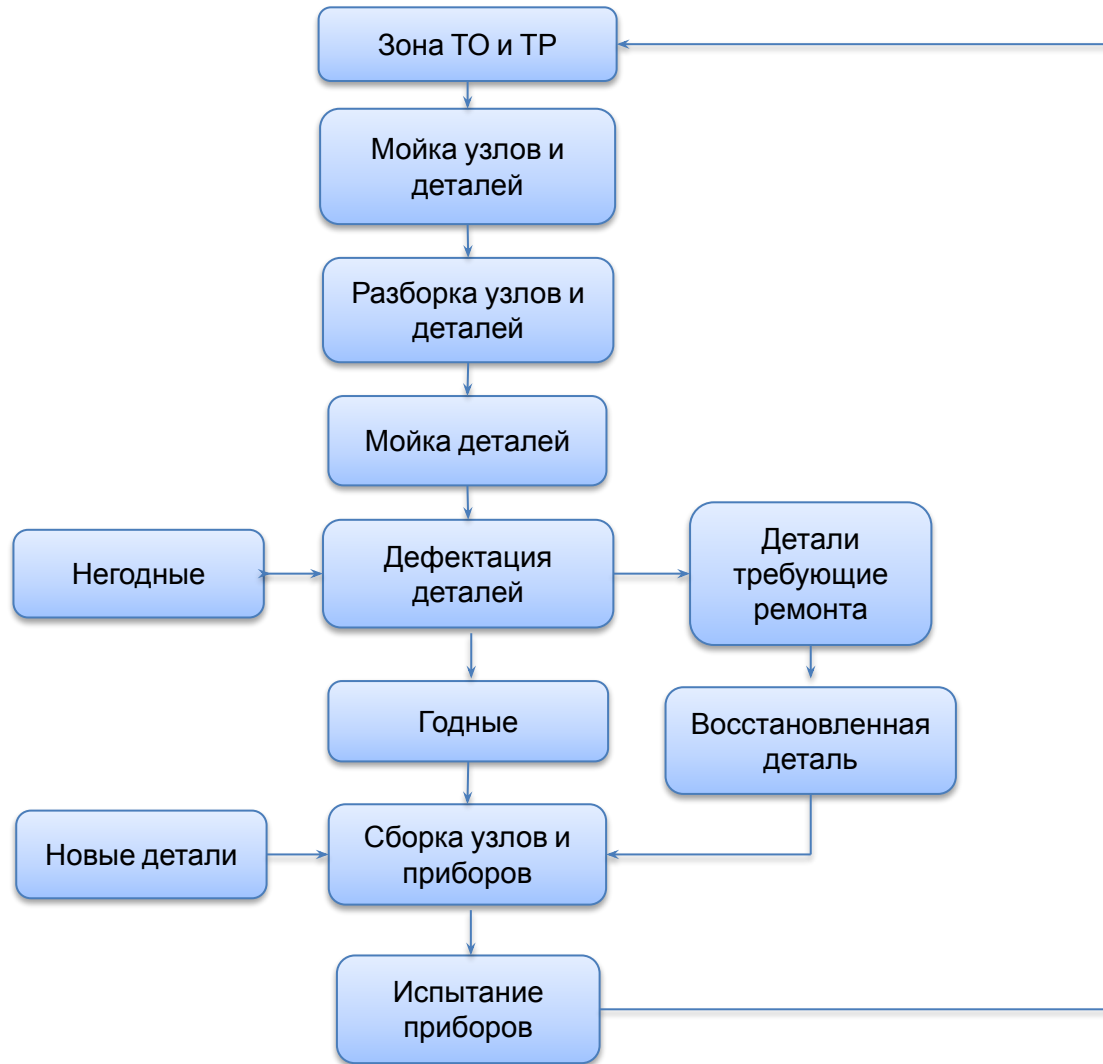 Зона ТО и ТР
Мойка узлов и
деталей
Разборка узлов и
деталей
Мойка деталей
Негодные
Дефектация
деталей
Детали
требующие
ремонта
Годные
Восстановленная
деталь
Новые детали
Сборка узлов и
приборов
Испытание
приборов